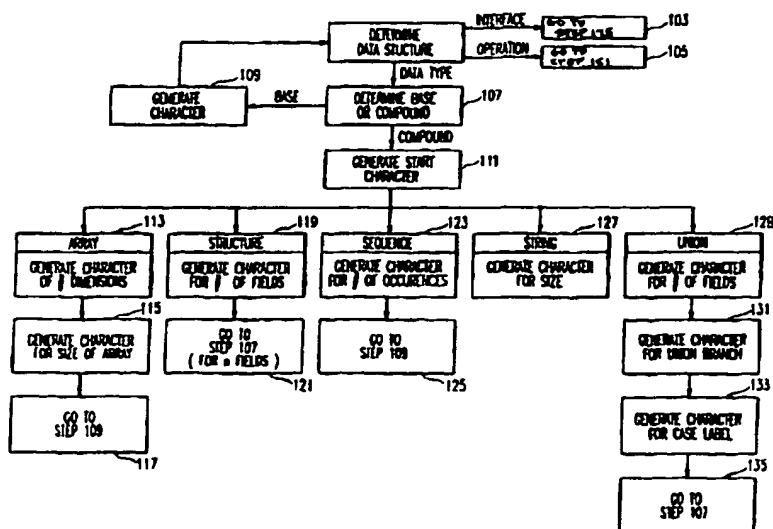 DETERMINE
DATA STUCTURE
INTERFACE
GO TO
103
OPERATION
GO TO
105
DATA TYPE
109
GENERATE
CHARACTER
BASE
DETERMINE BASE
OR COMPOUND
107
COMPOUND
GENERATE START
CHARACTER
111
113
ARRAY
GENERATE CHARACTER
OF # DIMENSIONS
115
GENERATE CHARACTER
FOR SIZE OF ARRAY
GO TO
STEP 109
117
119
STRUCTURE
GENERATE CHARACTER
FOR # OF FIELDS
GO TO
STEP 107
( FOR n FIELDS )
121
123
SEQUENCE
GENERATE CHARACTER
FOR # OF OCCURENCES
GO TO
STEP 109
125
127
STRING
GENERATE CHARACTER
FOR SIZE
129
UNION
GENERATE CHARACTER
FOR # OF FIELDS
131
GENERATE CHARACTER
FOR UNION BRANCH
133
GENERATE CHARACTER
FOR CASE LABEL
135
GO TO
STEP 107